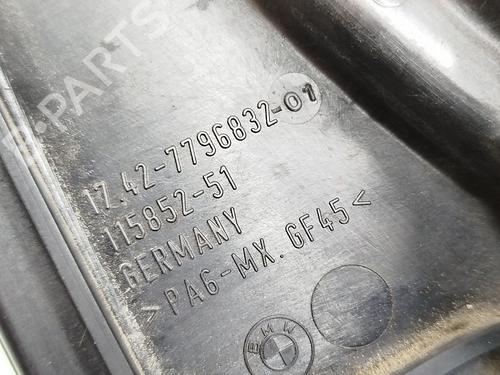 17.42-7796832-01
115852-51
GERMANY
>PA6-MX. GF45<
BMW
B-PARTS